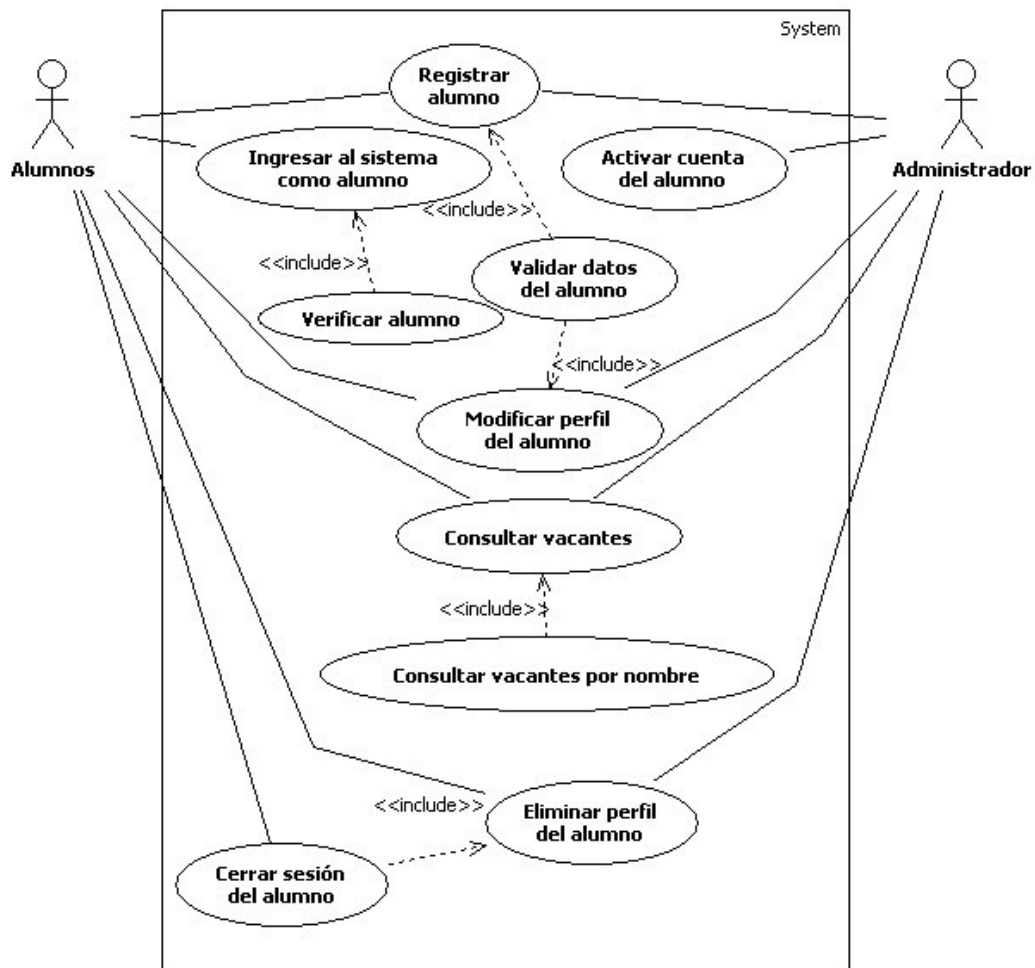 System
Registrar
alumno
Alumnos
Ingresar al sistema
como alumno
Activar cuenta
del alumno
Administrador
<<include>>
<<include>>
Validar datos
del alumno
Verificar alumno
<<include>>
Modificar perfil
del alumno
Consultar vacantes
<<include>>
Consultar vacantes por nombre
<<include>>
Eliminar perfil
del alumno
Cerrar sesión
del alumno